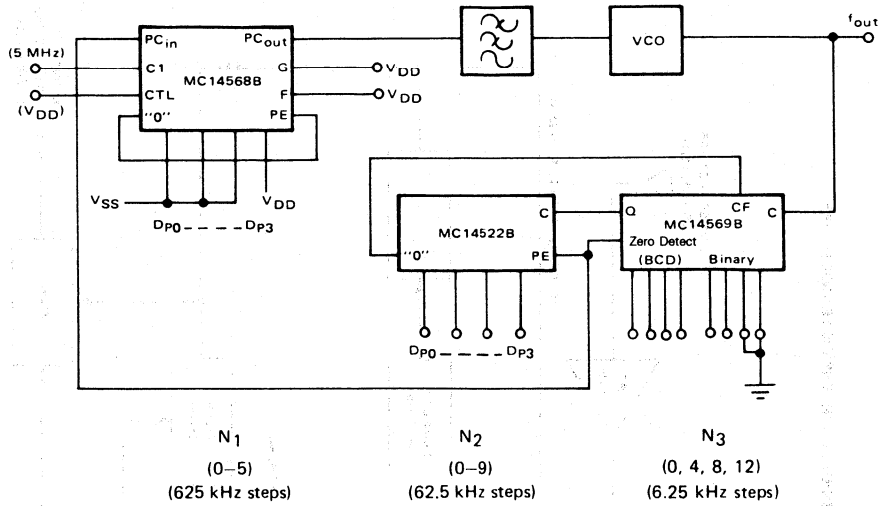 PCin PCout
(5 MHz) C1 MC14568B G VDD
CTL F VDD
(VDD) "0" PE
VSS VDD
DP0 DP3
VCO
fout
MC14522B C
"0" PE
DP0 DP3
Q CF C
MC14569B
Zero Detect
(BCD) Binary
N1 N2 N3
(0–5) (0–9) (0, 4, 8, 12)
(625 kHz steps) (62.5 kHz steps) (6.25 kHz steps)